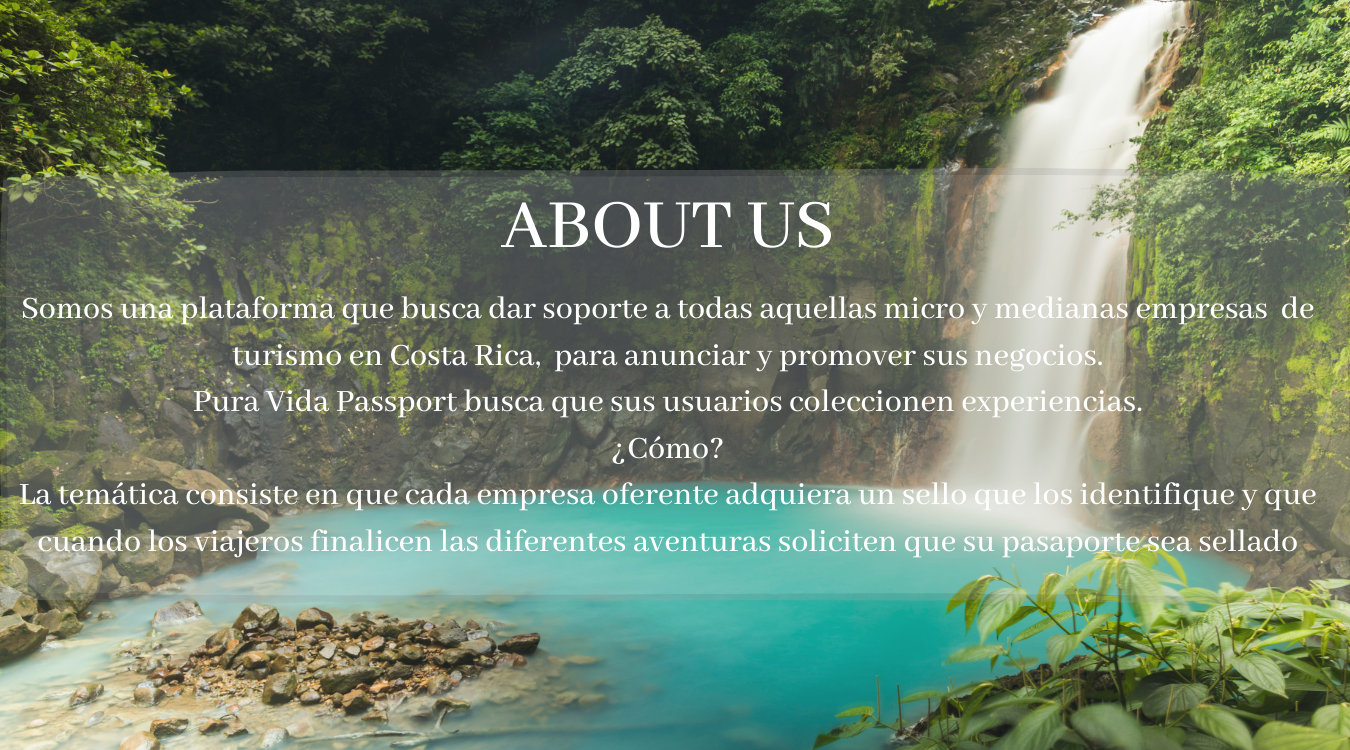 ABOUT US
Somos una plataforma que busca dar soporte a todas aquellas micro y medianas empresas  de
turismo en Costa Rica,  para anunciar y promover sus negocios.
Pura Vida Passport busca que sus usuarios coleccionen experiencias.
¿Cómo?
La temática consiste en que cada empresa oferente adquiera un sello que los identifique y que
cuando los viajeros finalicen las diferentes aventuras soliciten que su pasaporte sea sellado